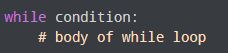 while condition:
    # body of while loop